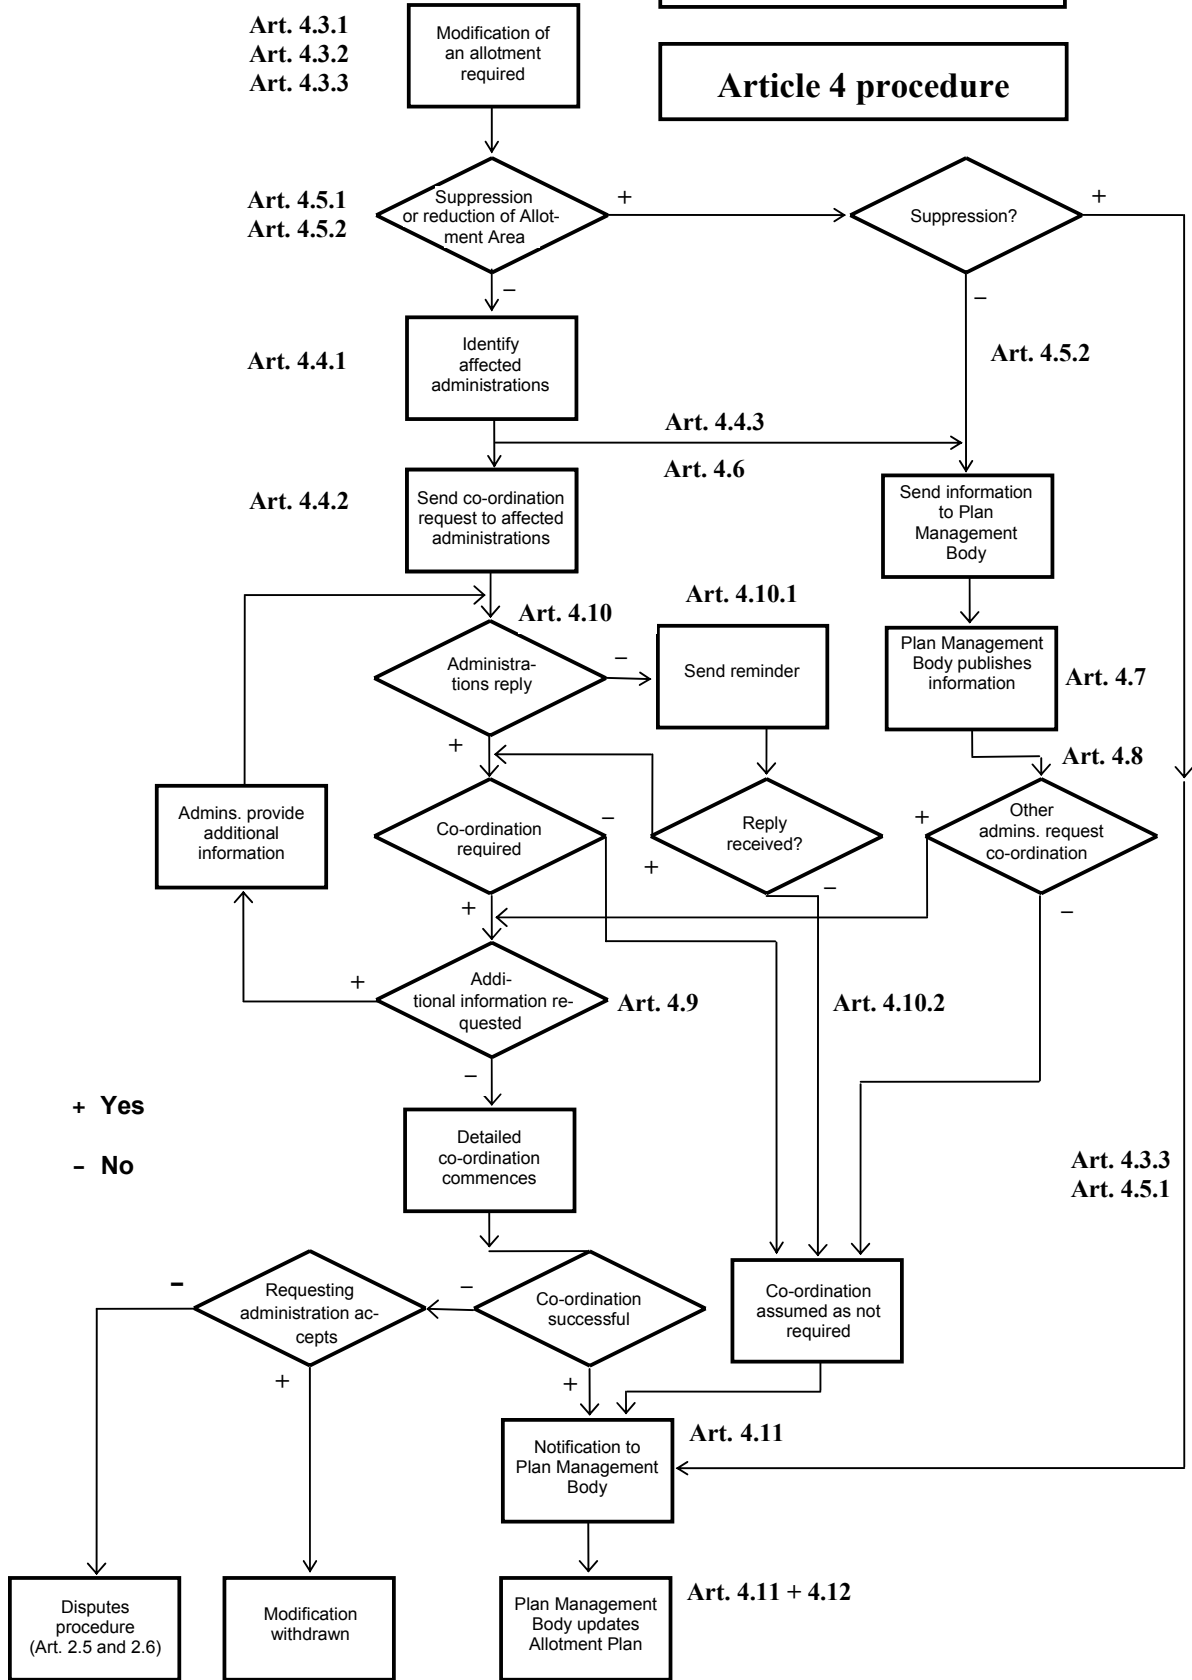 Art. 4.3.1
Art. 4.3.2
Art. 4.3.3
Modification of
an allotment
required
Article 4 procedure
Art. 4.5.1
Art. 4.5.2
Suppression
or reduction of Allot-
ment Area
+
–
Suppression?
+
–
Art. 4.4.1
Identify
affected
administrations
Art. 4.5.2
Art. 4.4.3
Art. 4.6
Art. 4.4.2
Send co-ordination
request to affected
administrations
Send information
to Plan
Management
Body
Art. 4.10
Art. 4.10.1
Administra-
tions reply
–
+
Send reminder
Plan Management
Body publishes
information
Art. 4.7
Art. 4.8
Admins. provide
additional
information
Co-ordination
required
–
+
Reply
received?
+
–
Other
admins. request
co-ordination
+
–
Addi-
tional information re-
quested
+
–
Art. 4.9
Art. 4.10.2
+ Yes
– No
Detailed
co-ordination
commences
Art. 4.3.3
Art. 4.5.1
Requesting
administration ac-
cepts
–
+
Co-ordination
successful
–
+
Co-ordination
assumed as not
required
Notification to
Plan Management
Body
Art. 4.11
Disputes
procedure
(Art. 2.5 and 2.6)
Modification
withdrawn
Plan Management
Body updates
Allotment Plan
Art. 4.11 + 4.12